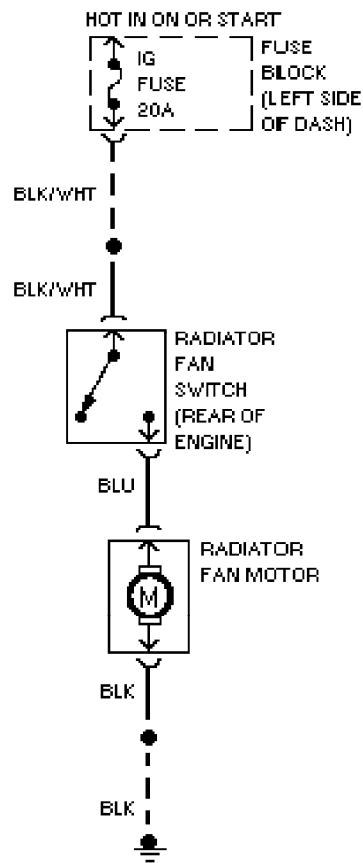 HOT IN ON OR START
IG
FUSE
20A
FUSE
BLOCK
(LEFT SIDE
OF DASH)
BLK/WHT
BLK/WHT
RADIATOR
FAN
SWITCH
(REAR OF
ENGINE)
BLU
RADIATOR
FAN MOTOR
M
BLK
BLK